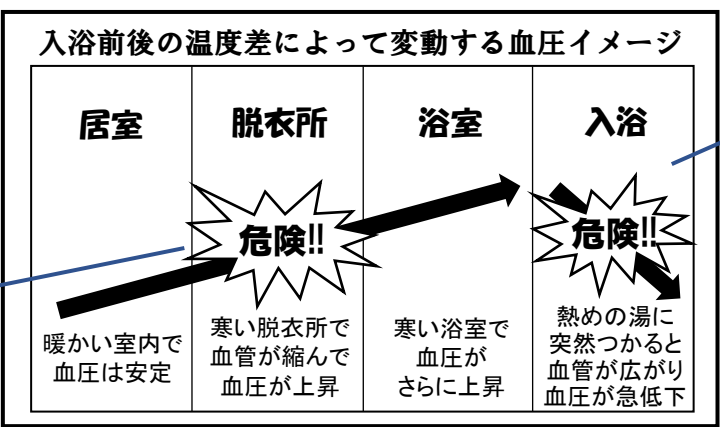 入浴前後の温度差によって変動する血圧イメージ
居室
脱衣所
浴室
入浴
危険!!
危険!!
暖かい室内で
血圧は安定
寒い脱衣所で
血管が縮んで
血圧が上昇
寒い浴室で
血圧が
さらに上昇
熱めの湯に
突然つかると
血管が広がり
血圧が急低下